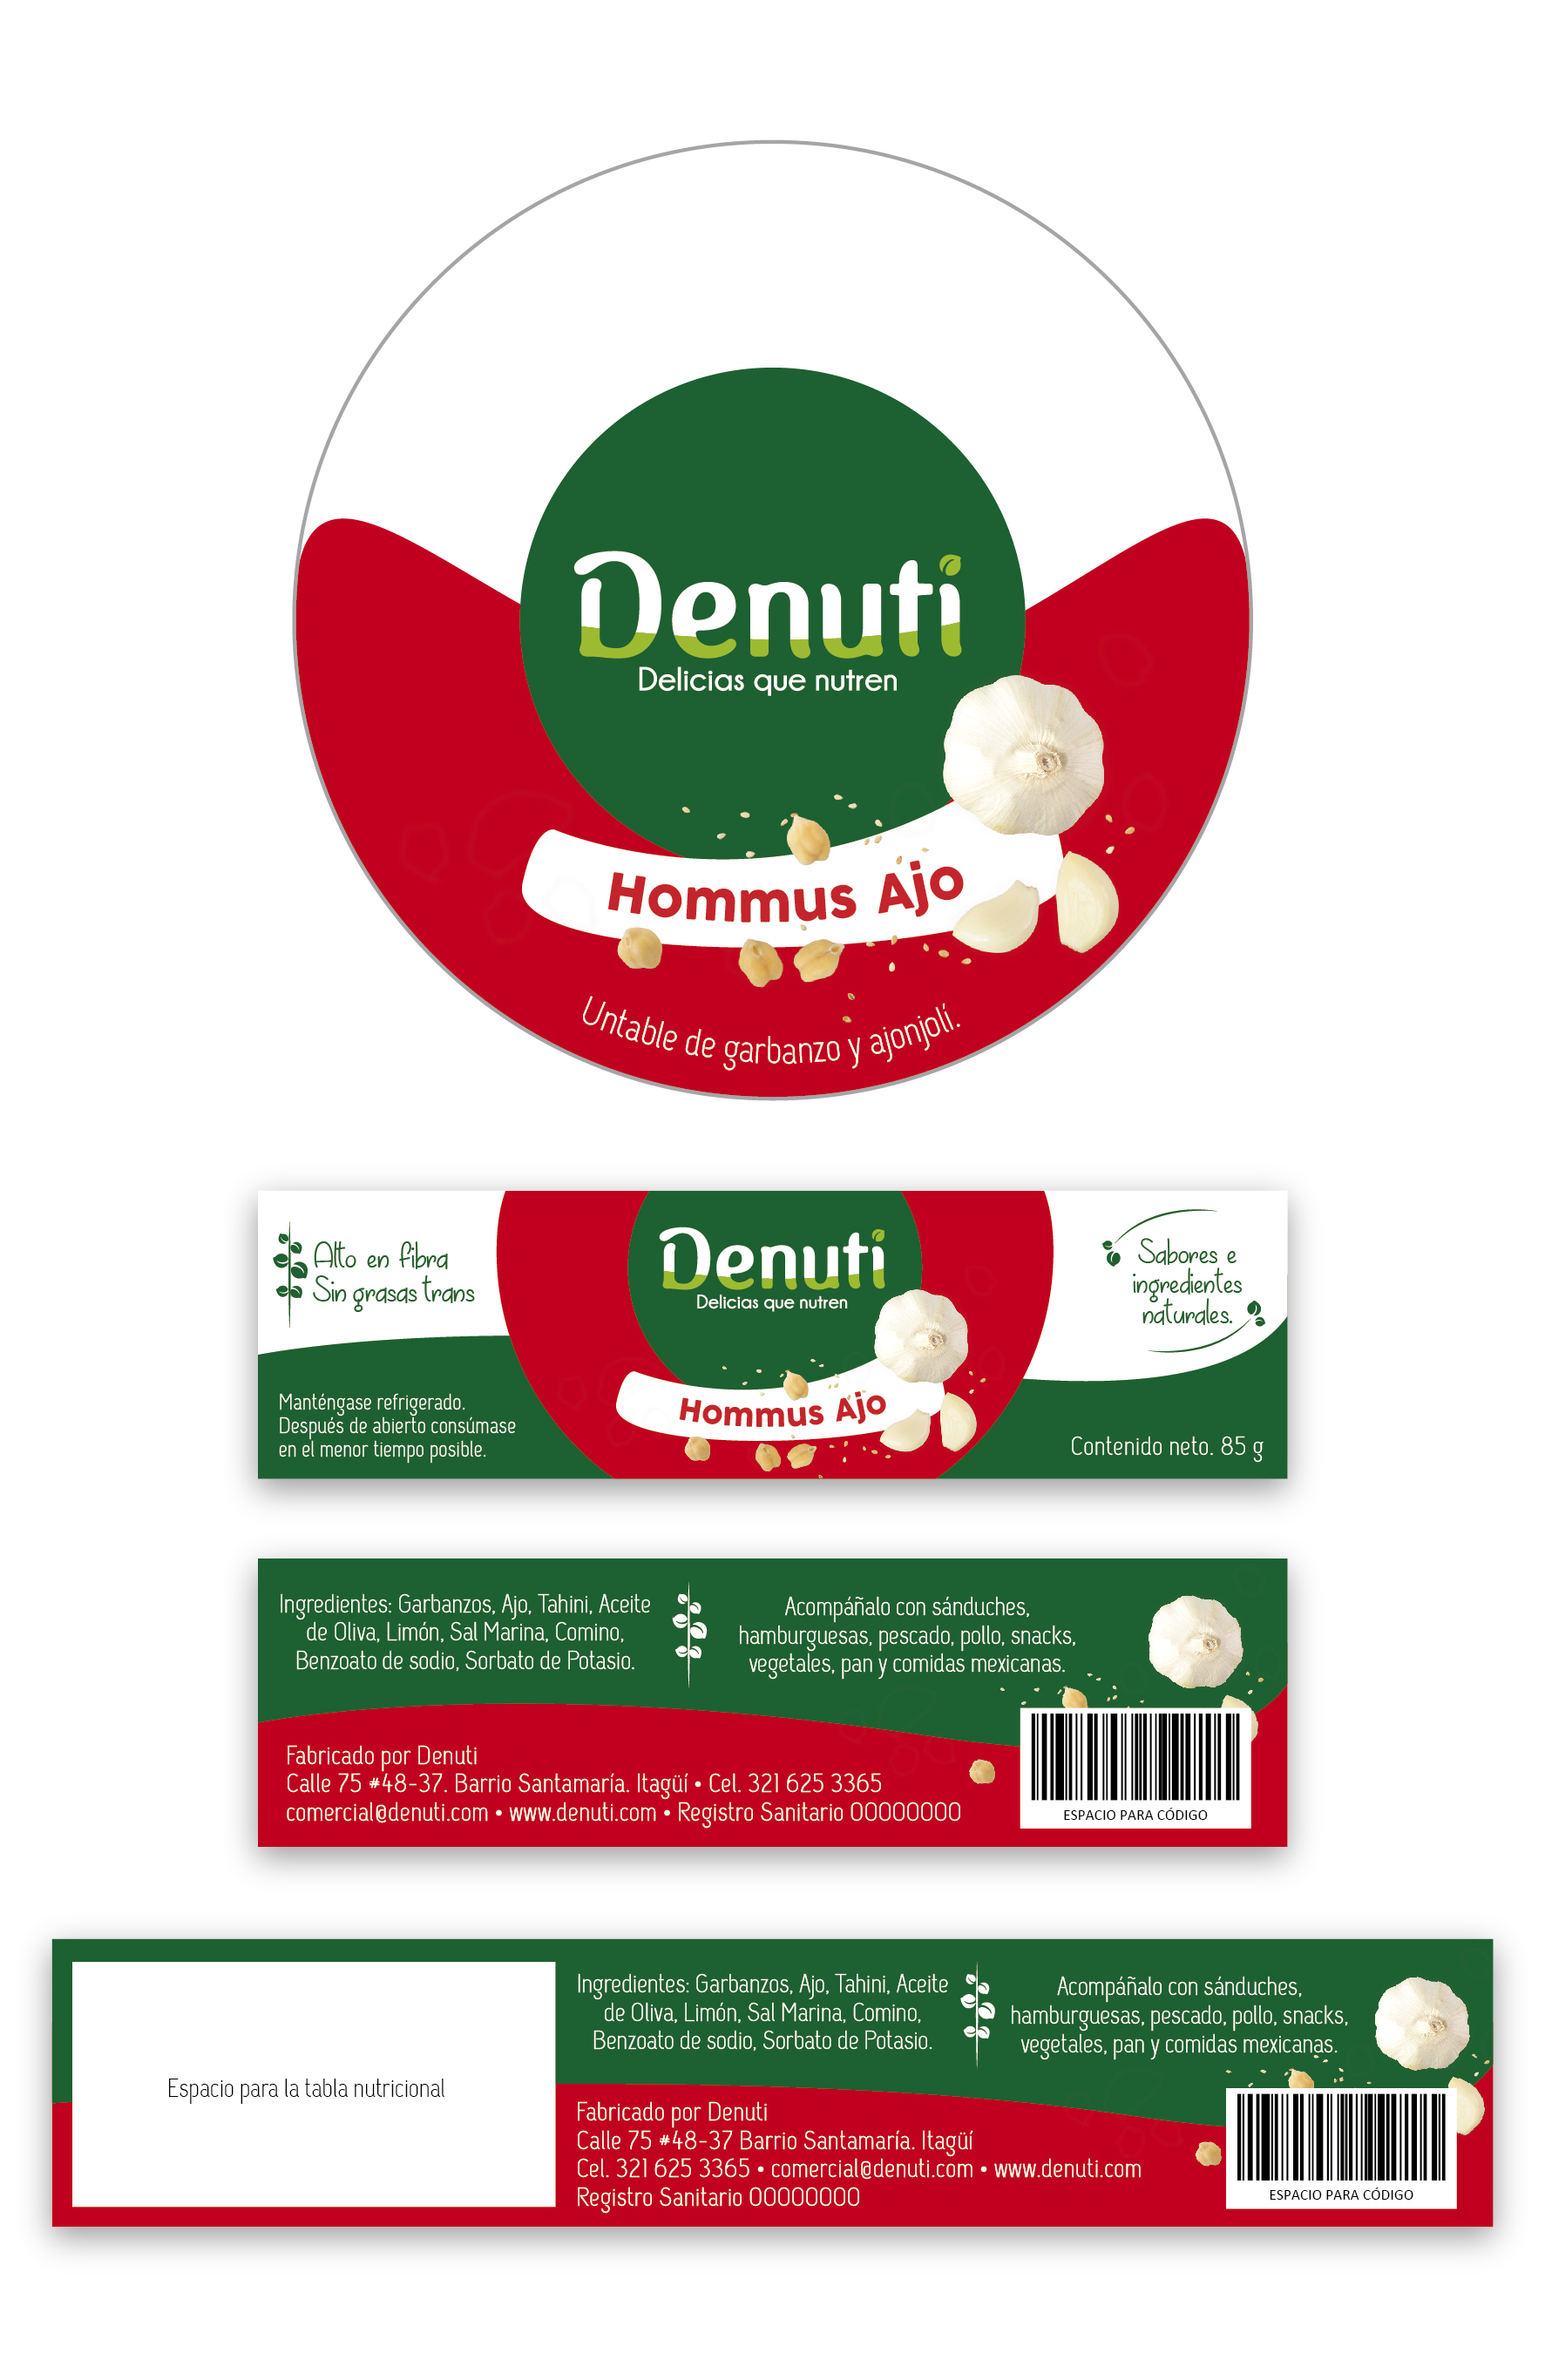 Denuti
Delicias que nutren
Hommus Ajo
Untable de garbanzo y ajonjolí.
Alto en fibra
Sin grasas trans
Manténgase refrigerado.
Después de abierto consúmase
en el menor tiempo posible.
Denuti
Delicias que nutren
Hommus Ajo
Sabores e
ingredientes
naturales.
Contenido neto. 85 g
Ingredientes: Garbanzos, Ajo, Tahini, Aceite
de Oliva, Limón, Sal Marina, Comino,
Benzoato de sodio, Sorbato de Potasio.
Acompáñalo con sánduches,
hamburguesas, pescado, pollo, snacks,
vegetales, pan y comidas mexicanas.
Fabricado por Denuti
Calle 75 #48-37. Barrio Santamaría. Itagüí • Cel. 321 625 3365
comercial@denuti.com • www.denuti.com • Registro Sanitario 00000000
ESPACIO PARA CÓDIGO
Espacio para la tabla nutricional
Ingredientes: Garbanzos, Ajo, Tahini, Aceite
de Oliva, Limón, Sal Marina, Comino,
Benzoato de sodio, Sorbato de Potasio.
Acompáñalo con sánduches,
hamburguesas, pescado, pollo, snacks,
vegetales, pan y comidas mexicanas.
Fabricado por Denuti
Calle 75 #48-37 Barrio Santamaría. Itagüí
Cel. 321 625 3365 • comercial@denuti.com • www.denuti.com
Registro Sanitario 00000000
ESPACIO PARA CÓDIGO